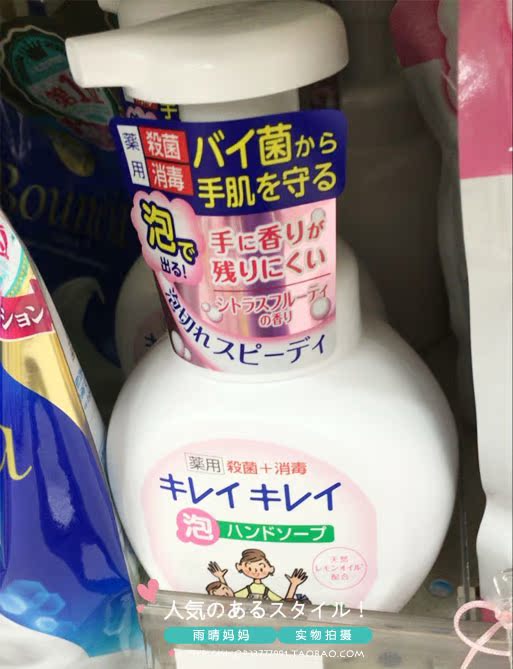 薬用
殺菌
消毒
バイ菌から
手肌を守る
泡で
出る!
手に香りが
残りにくい
シトラスフルーティ
の香り
泡切れスピーディ
ション
薬用 殺菌+消毒
キレイ キレイ
泡 ハンドソープ
天然
レモンオイル
配合
人気のあるスタイル!
雨晴妈妈 实物拍摄